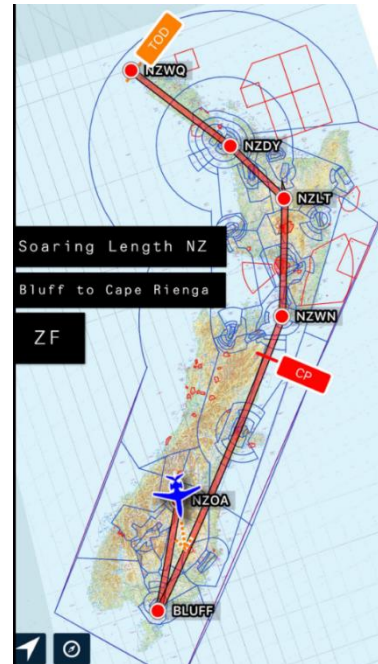 TOD
NZWQ
NZDY
NZLT
Soaring Length NZ
Bluff to Cape Rienga
NZWN
ZF
CP
NZOA
BLUFF